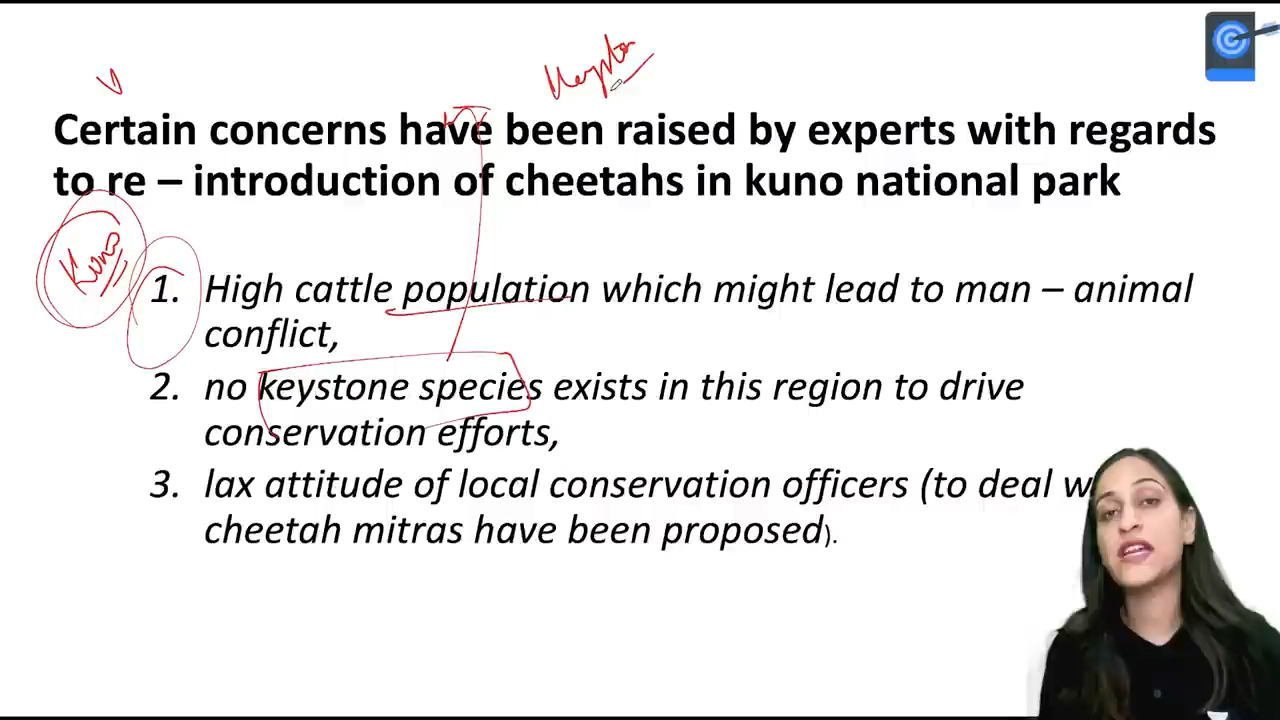 Certain concerns have been raised by experts with regards
to re – introduction of cheetahs in kuno national park
Kuno
1. High cattle population which might lead to man – animal
conflict,
2. no keystone species exists in this region to drive
conservation efforts,
3. lax attitude of local conservation officers (to deal w
cheetah mitras have been proposed).